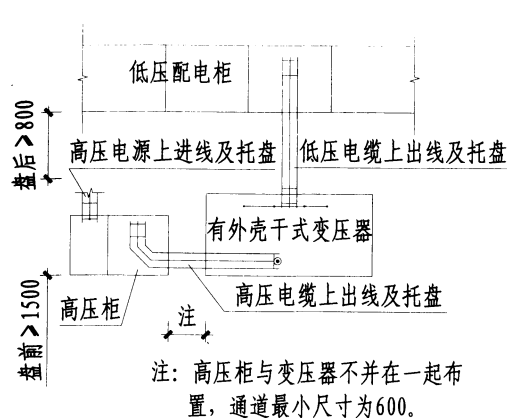 低压配电柜
盘后>800
高压电源上进线及托盘
低压电缆上出线及托盘
有外壳干式变压器
高压柜
高压电缆上出线及托盘
盘前>1500
注
注：高压柜与变压器不并在一起布
置，通道最小尺寸为600。